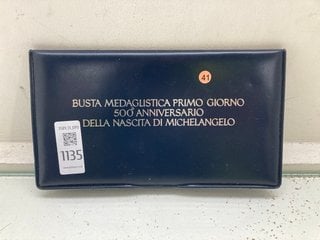 41
BUSTA MEDAGLISTICA PRIMO GIORNO
500° ANNIVERSARIO
DELLA NASCITA DI MICHELANGELO
1135